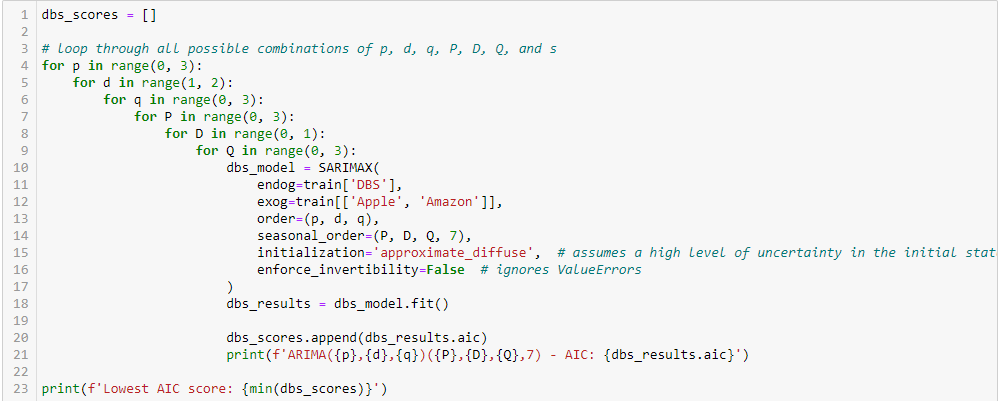 1 dbs_scores = []
2
3 # loop through all possible combinations of p, d, q, P, D, Q, and s
4 for p in range(0, 3):
5     for d in range(1, 2):
6         for q in range(0, 3):
7             for P in range(0, 3):
8                 for D in range(0, 1):
9                     for Q in range(0, 3):
10                         dbs_model = SARIMAX(
11                             endog=train['DBS'],
12                             exog=train[['Apple', 'Amazon']],
13                             order=(p, d, q),
14                             seasonal_order=(P, D, Q, 7),
15                             initialization='approximate_diffuse',  # assumes a high level of uncertainty in the initial stat
16                             enforce_invertibility=False  # ignores ValueErrors
17                         )
18                         dbs_results = dbs_model.fit()
19
20                         dbs_scores.append(dbs_results.aic)
21                         print(f'ARIMA({p},{d},{q})({P},{D},{Q},7) - AIC: {dbs_results.aic}')
22
23 print(f'Lowest AIC score: {min(dbs_scores)}')